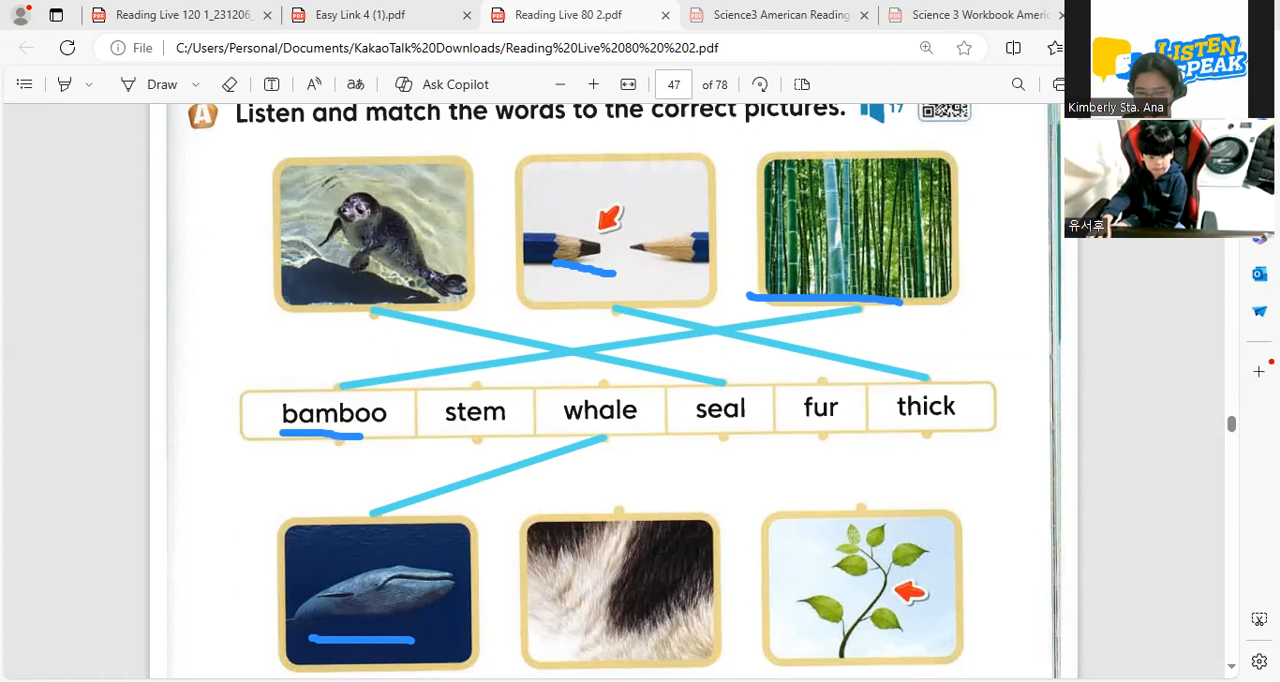 Reading Live 120 1_231206_
Easy Link 4 (1).pdf
Reading Live 80 2.pdf
Science3 American Reading
Science 3 Workbook Americ
File
C:/Users/Personal/Documents/KakaoTalk%20Downloads/Reading%20Live%2080%20%202.pdf
Draw
aあ
Ask Copilot
47 of 78
A Listen and match the words to the correct pictures. 17
bamboo stem whale seal fur thick
LISTEN
SPEAK
Kimberly Sta. Ana
유서후